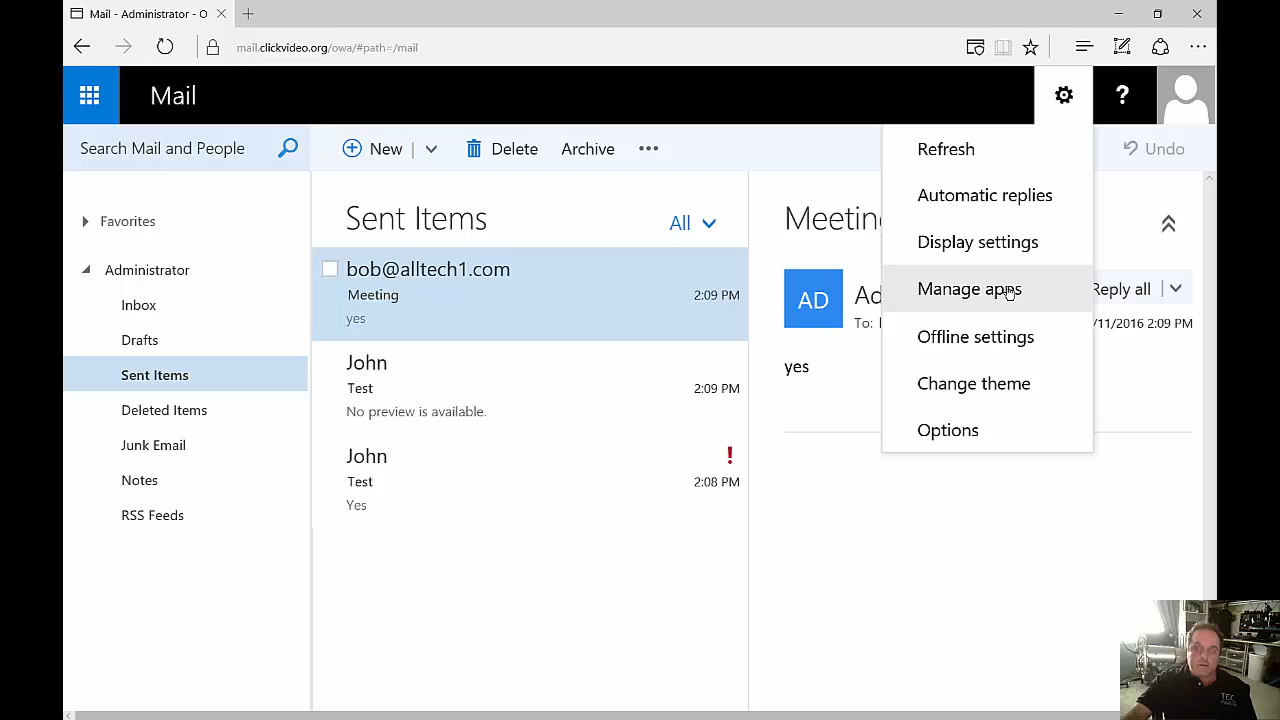 Mail - Administrator - O
mail.clickvideo.org/owa/#path=/mail
Mail
?
Search Mail and People
New
Delete
Archive
Undo
Favorites
Administrator
Inbox
Drafts
Sent Items
Deleted Items
Junk Email
Notes
RSS Feeds
Sent Items
All
bob@alltech1.com
Meeting
2:09 PM
yes
John
Test
2:09 PM
No preview is available.
John
!
Test
2:08 PM
Yes
Meeting
AD
Ad
Reply all
To:
/11/2016 2:09 PM
yes
Refresh
Automatic replies
Display settings
Manage apps
Offline settings
Change theme
Options
TEC